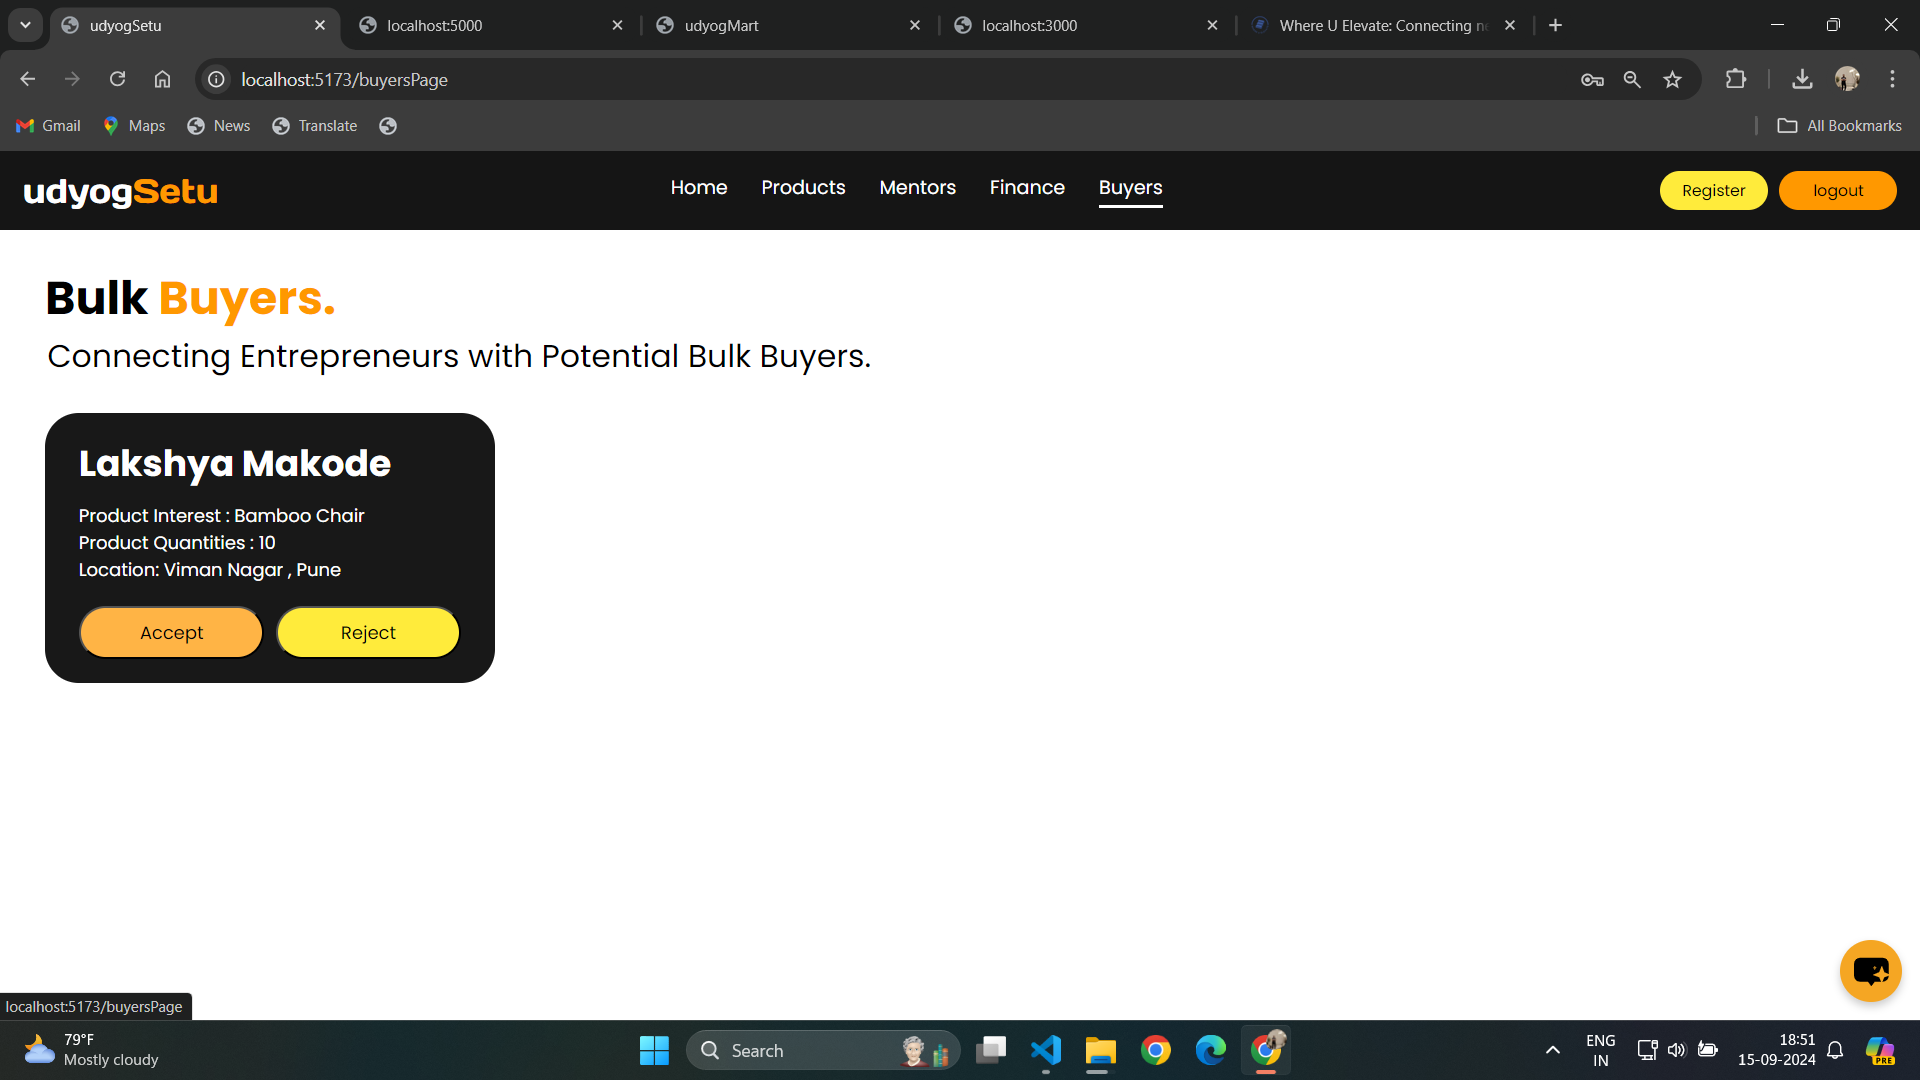 udyogSetu
localhost:5000
udyogMart
localhost:3000
Where U Elevate: Connecting
localhost:5173/buyersPage
Gmail
Maps
News
Translate
All Bookmarks
udyogSetu
Home
Products
Mentors
Finance
Buyers
Register
logout
Bulk Buyers.
Connecting Entrepreneurs with Potential Bulk Buyers.
Lakshya Makode
Product Interest : Bamboo Chair
Product Quantities : 10
Location: Viman Nagar , Pune
Accept
Reject
localhost:5173/buyersPage
79°F
Mostly cloudy
Search
ENG
IN
18:51
15-09-2024
PRE